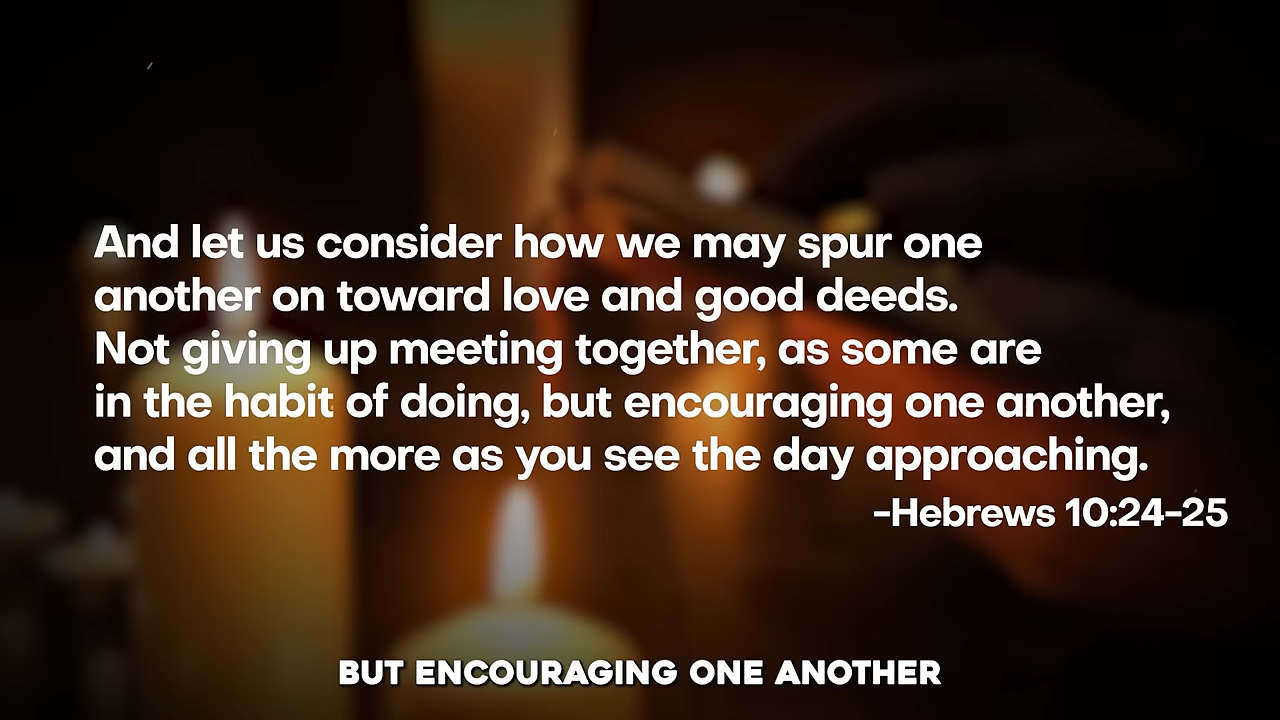 And let us consider how we may spur one
another on toward love and good deeds.
Not giving up meeting together, as some are
in the habit of doing, but encouraging one another,
and all the more as you see the day approaching.
-Hebrews 10:24-25
BUT ENCOURAGING ONE ANOTHER